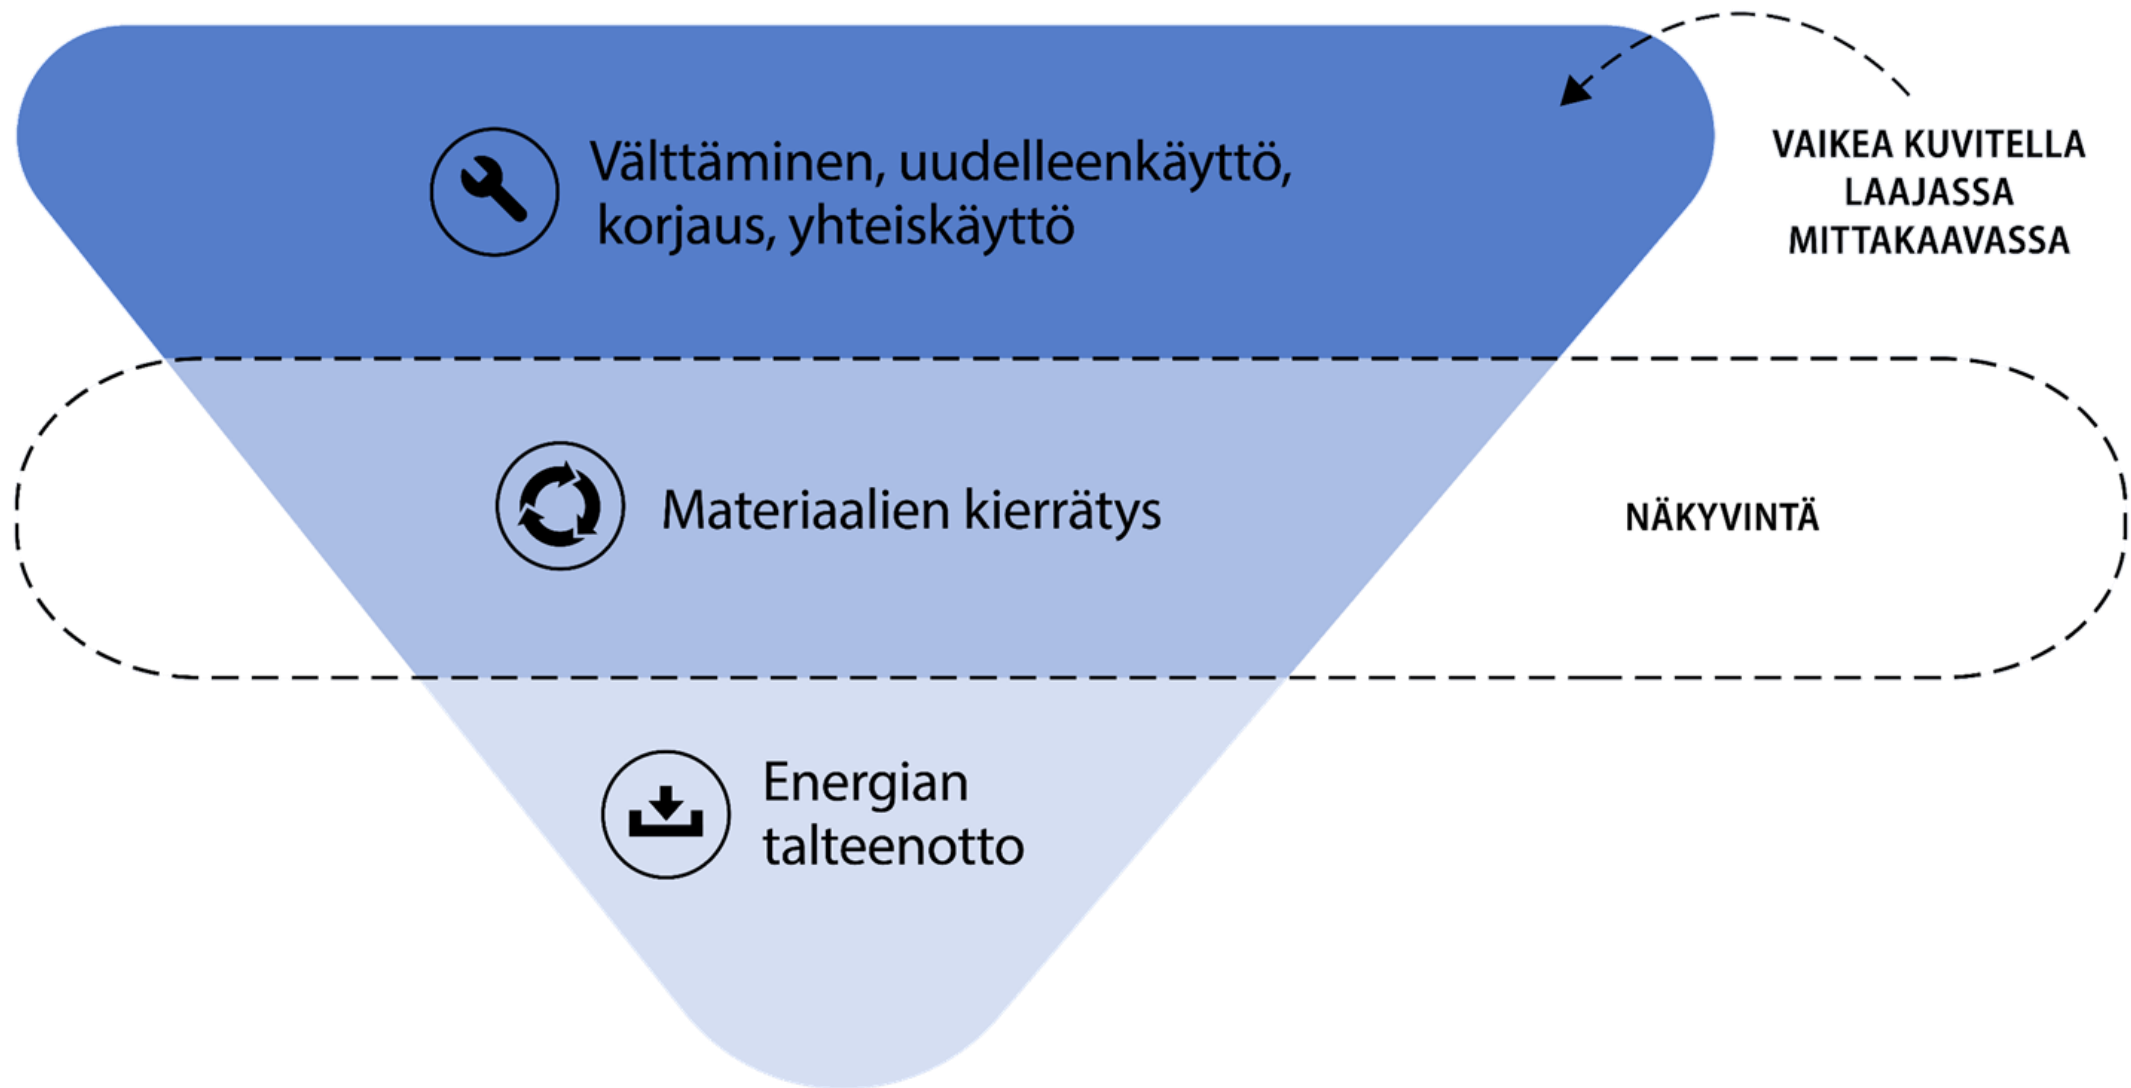 Välttäminen, uudelleenkäyttö,
korjaus, yhteiskäyttö
VAIKEA KUVITELLA
LAAJASSA
MITTAKAAVASSA
Materiaalien kierrätys
NÄKYVINTÄ
Energian
talteenotto